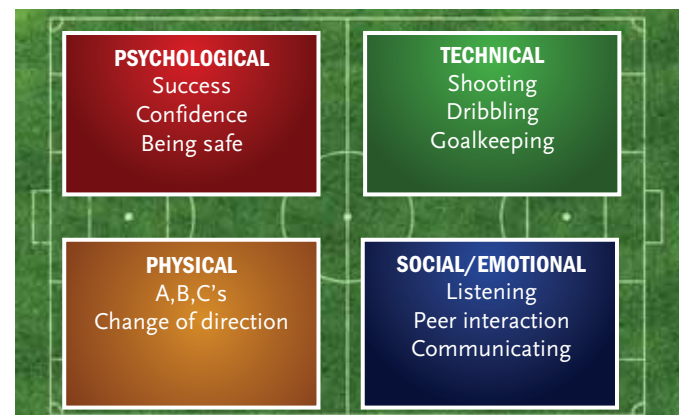 PSYCHOLOGICAL
Success
Confidence
Being safe
TECHNICAL
Shooting
Dribbling
Goalkeeping
PHYSICAL
A,B,C's
Change of direction
SOCIAL/EMOTIONAL
Listening
Peer interaction
Communicating